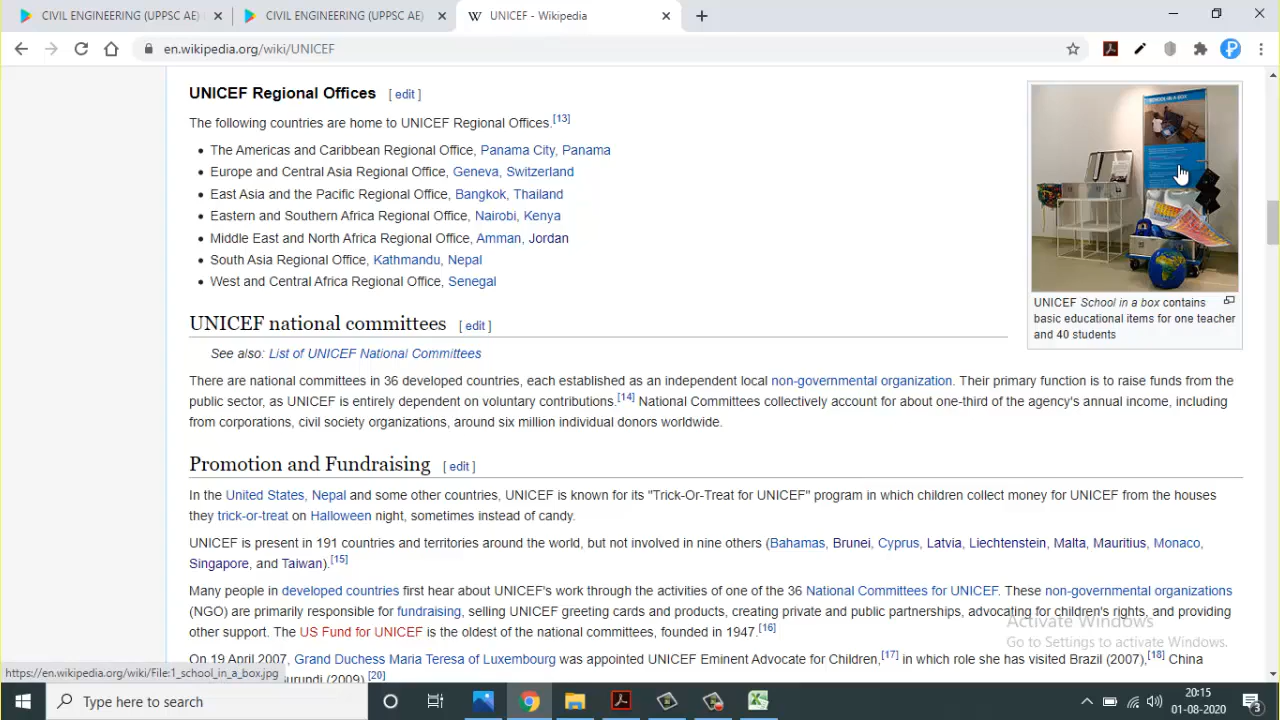 CIVIL ENGINEERING (UPPSC AE)
CIVIL ENGINEERING (UPPSC AE)
UNICEF - Wikipedia
en.wikipedia.org/wiki/UNICEF
UNICEF Regional Offices [ edit ]
The following countries are home to UNICEF Regional Offices.[13]
The Americas and Caribbean Regional Office, Panama City, Panama
Europe and Central Asia Regional Office, Geneva, Switzerland
East Asia and the Pacific Regional Office, Bangkok, Thailand
Eastern and Southern Africa Regional Office, Nairobi, Kenya
Middle East and North Africa Regional Office, Amman, Jordan
South Asia Regional Office, Kathmandu, Nepal
West and Central Africa Regional Office, Senegal
SCHOOL IN A BOX
UNICEF School in a box contains
basic educational items for one teacher
and 40 students
UNICEF national committees [ edit ]
See also: List of UNICEF National Committees
There are national committees in 36 developed countries, each established as an independent local non-governmental organization. Their primary function is to raise funds from the
public sector, as UNICEF is entirely dependent on voluntary contributions.[14] National Committees collectively account for about one-third of the agency's annual income, including
from corporations, civil society organizations, around six million individual donors worldwide.
Promotion and Fundraising [ edit ]
In the United States, Nepal and some other countries, UNICEF is known for its "Trick-Or-Treat for UNICEF" program in which children collect money for UNICEF from the houses
they trick-or-treat on Halloween night, sometimes instead of candy.
UNICEF is present in 191 countries and territories around the world, but not involved in nine others (Bahamas, Brunei, Cyprus, Latvia, Liechtenstein, Malta, Mauritius, Monaco,
Singapore, and Taiwan).[15]
Many people in developed countries first hear about UNICEF's work through the activities of one of the 36 National Committees for UNICEF. These non-governmental organizations
(NGO) are primarily responsible for fundraising, selling UNICEF greeting cards and products, creating private and public partnerships, advocating for children's rights, and providing
other support. The US Fund for UNICEF is the oldest of the national committees, founded in 1947.[16]
Activate Windows
Go to Settings to activate Windows.
On 19 April 2007, Grand Duchess Maria Teresa of Luxembourg was appointed UNICEF Eminent Advocate for Children,[17] in which role she has visited Brazil (2007),[18] China
https://en.wikipedia.org/wiki/File:1_school_in_a_box.jpg
(2009).[20]
Type here to search
20:15
01-08-2020
3